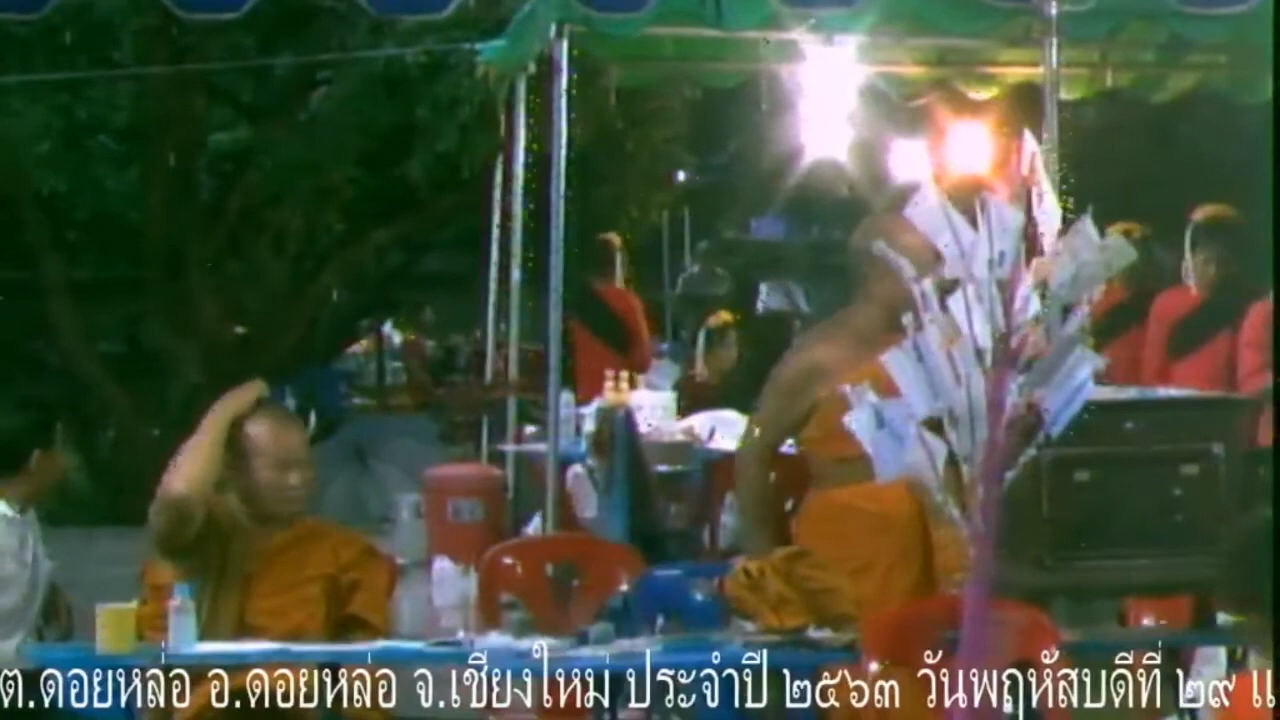 ต.ดอยหล่อ อ.ดอยหล่อ จ.เชียงใหม่ ประจำปี ๒๕๖๓ วันพฤหัสบดีที่ ๒๙ แ